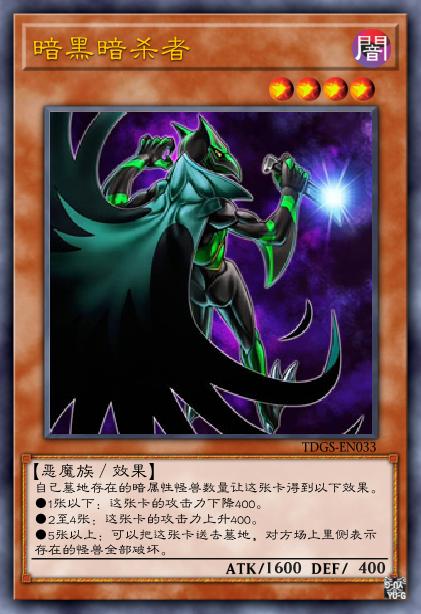 暗黑暗杀者
闇
TDGS-EN033
【恶魔族／效果】
自己墓地存在的暗属性怪兽数量让这张卡得到以下效果。
●1张以下：这张卡的攻击力下降400。
●2至4张：这张卡的攻击力上升400。
●5张以上：可以把这张卡送去墓地，对方场上里侧表示
存在的怪兽全部破坏。
ATK/1600 DEF/ 400